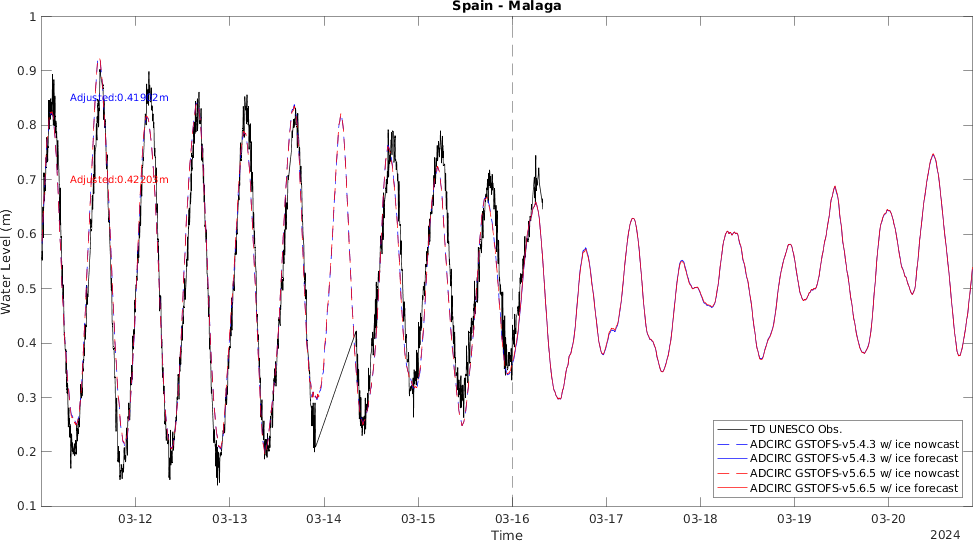 Spain - Malaga
1
0.9
0.8
0.7
0.6
0.5
0.4
0.3
0.2
0.1
Water Level (m)
Adjusted:0.41912m
Adjusted:0.42203m
TD UNESCO Obs.
ADCIRC GSTOFS-v5.4.3 w/ ice nowcast
ADCIRC GSTOFS-v5.4.3 w/ ice forecast
ADCIRC GSTOFS-v5.6.5 w/ ice nowcast
ADCIRC GSTOFS-v5.6.5 w/ ice forecast
03-12 03-13 03-14 03-15 03-16 03-17 03-18 03-19 03-20
Time
2024